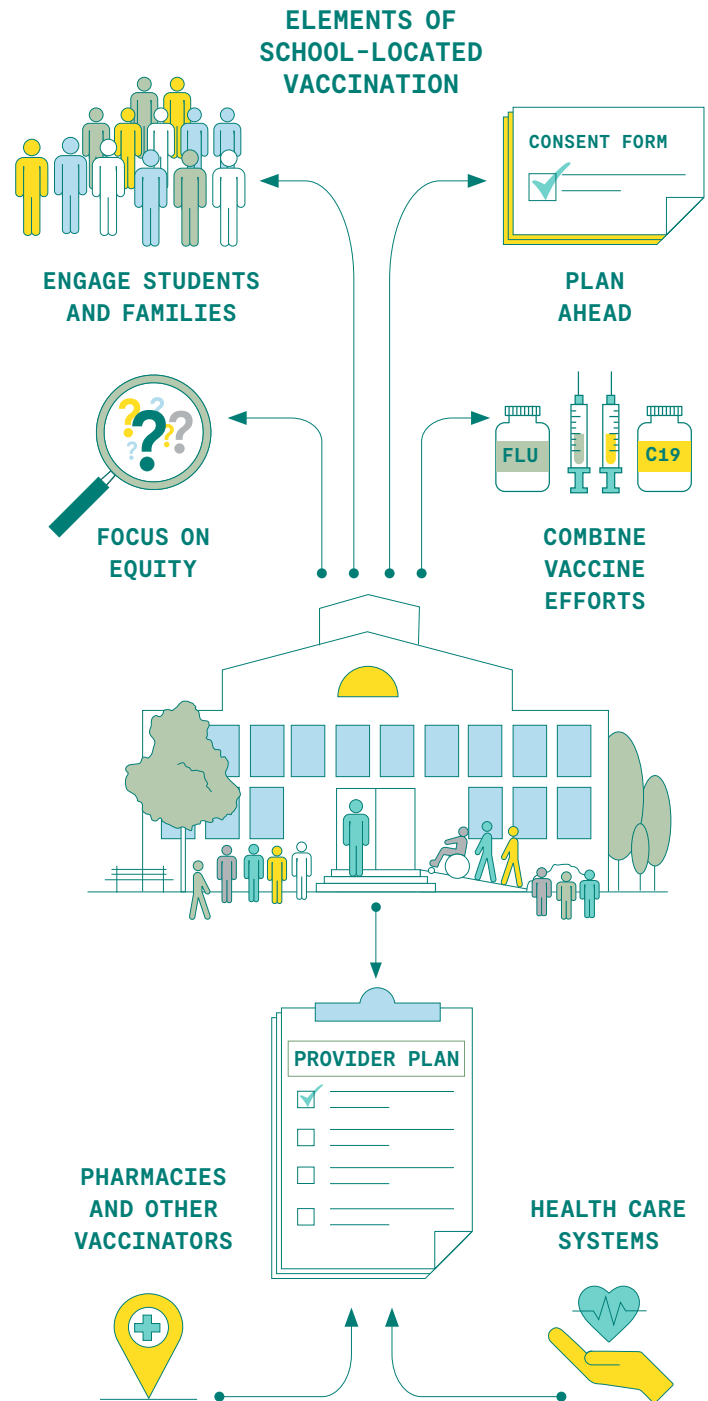 ELEMENTS OF
SCHOOL-LOCATED
VACCINATION
CONSENT FORM
ENGAGE STUDENTS
AND FAMILIES
PLAN
AHEAD
FLU
C19
FOCUS ON
EQUITY
COMBINE
VACCINE
EFFORTS
PROVIDER PLAN
PHARMACIES
AND OTHER
VACCINATORS
HEALTH CARE
SYSTEMS